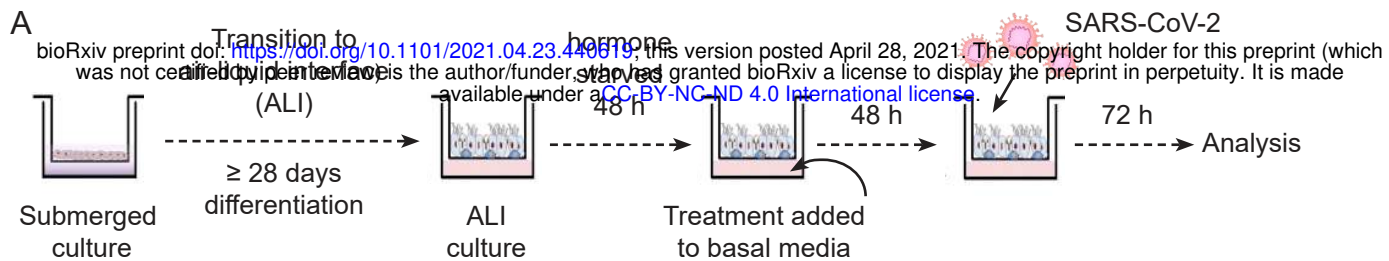 A
SARS-CoV-2
bioRxiv preprint doi: https://doi.org/10.1101/2021.04.23.440619; this version posted April 28, 2021. The copyright holder for this preprint (which
was not certified by peer review) is the author/funder, who has granted bioRxiv a license to display the preprint in perpetuity. It is made
available under aCC-BY-NC-ND 4.0 International license.
Transition to
air-liquid interface
(ALI)
hormone
starved
48 h
48 h
72 h
Analysis
≥ 28 days
differentiation
Submerged
culture
ALI
culture
Treatment added
to basal media